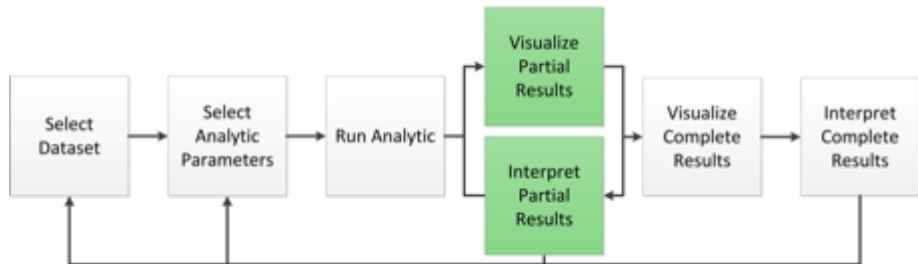 Select
Dataset
Select
Analytic
Parameters
Run Analytic
Visualize
Partial
Results
Interpret
Partial
Results
Visualize
Complete
Results
Interpret
Complete
Results